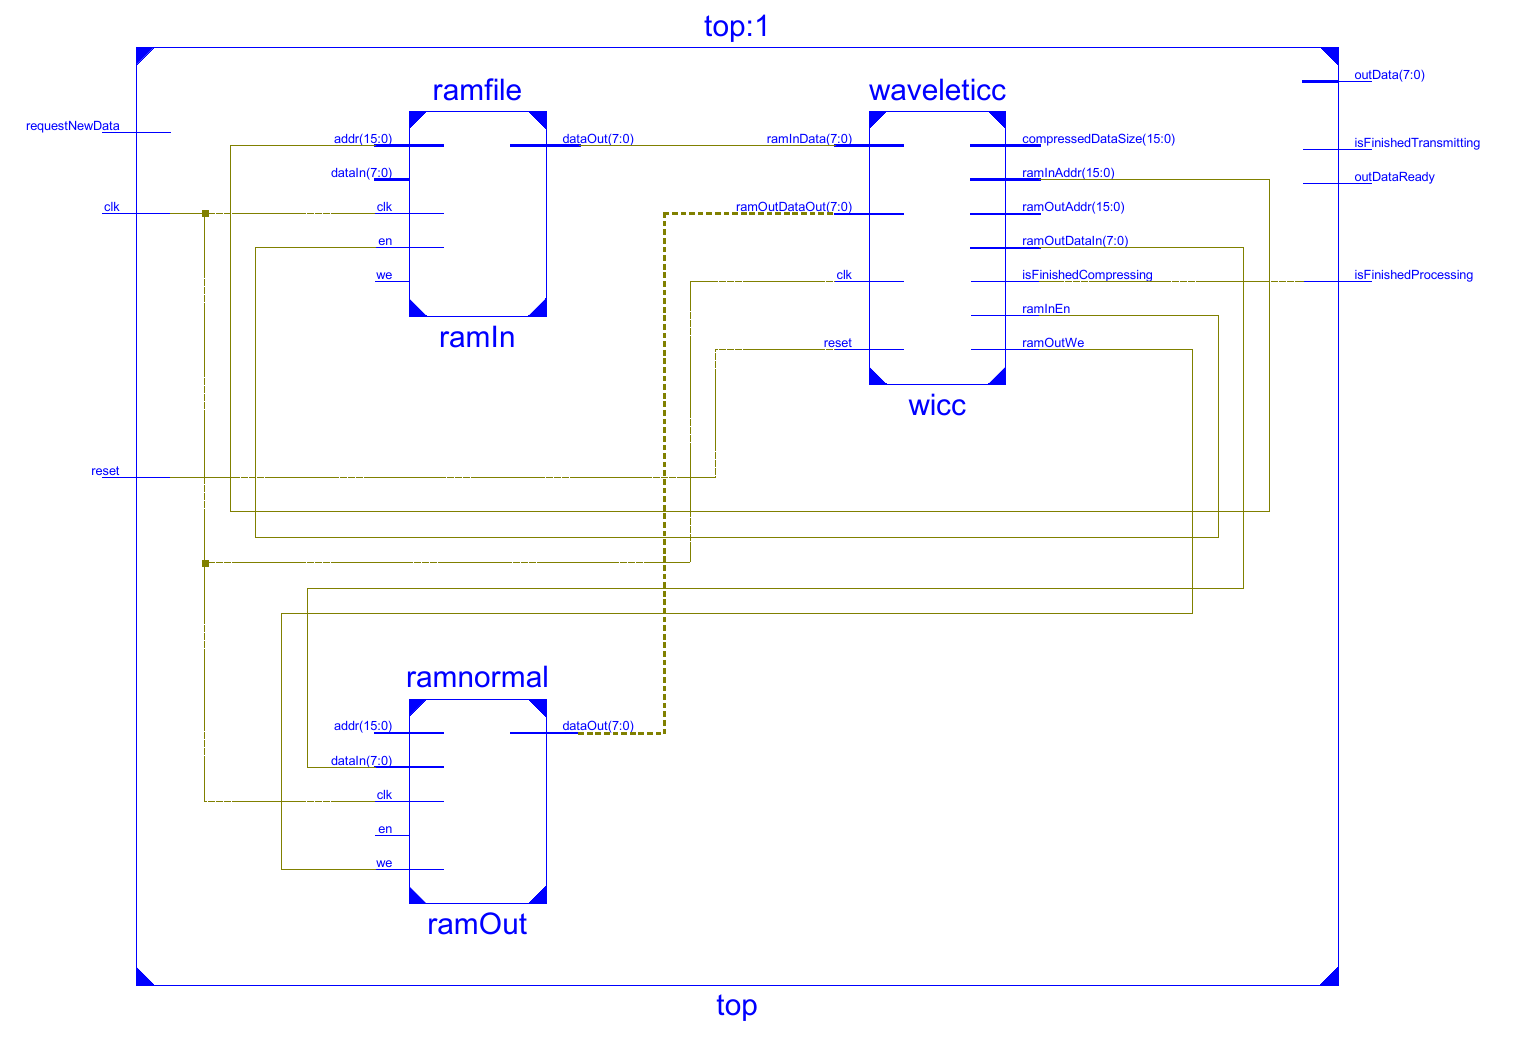 top:1
requestNewData
clk
reset
ramfile
addr(15:0)
dataIn(7:0)
clk
en
we
dataOut(7:0)
ramIn
waveleticc
ramInData(7:0)
ramOutDataOut(7:0)
clk
reset
compressedDataSize(15:0)
ramInAddr(15:0)
ramOutAddr(15:0)
ramOutDataIn(7:0)
isFinishedCompressing
ramInEn
ramOutWe
wicc
outData(7:0)
isFinishedTransmitting
outDataReady
isFinishedProcessing
ramnormal
addr(15:0)
dataIn(7:0)
clk
en
we
dataOut(7:0)
ramOut
top